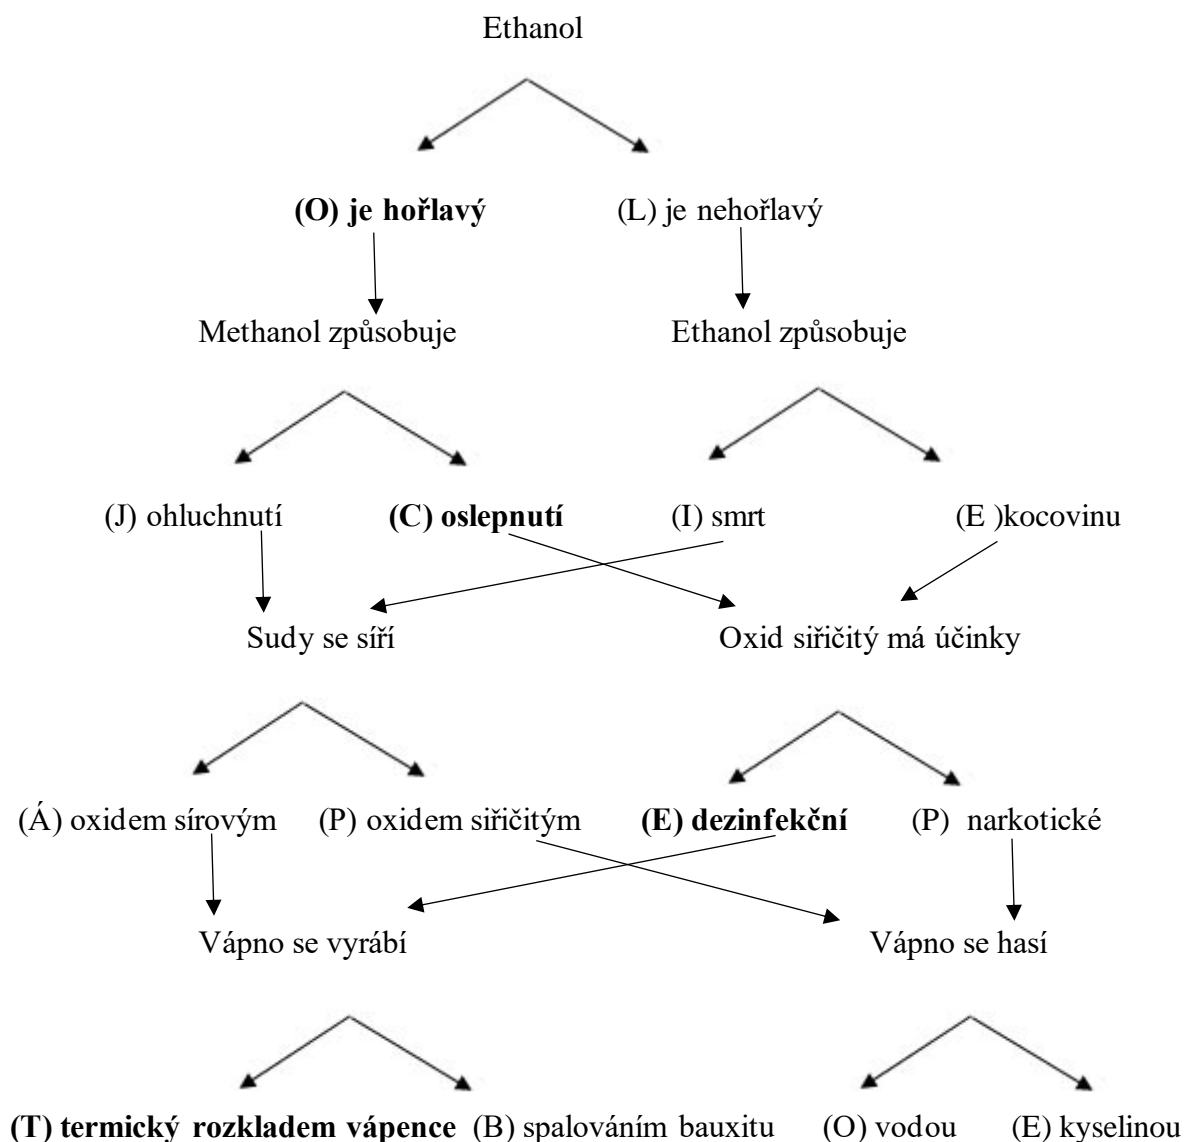 Ethanol
(O) je hořlavý (L) je nehořlavý
Methanol způsobuje Ethanol způsobuje
(J) ohluchnutí (C) oslepnutí (I) smrt (E )kocovinu
Sudy se síří Oxid siřičitý má účinky
(Á) oxidem sírovým (P) oxidem siřičitým (E) dezinfekční (P) narkotické
Vápno se vyrábí Vápno se hasí
(T) termický rozkladem vápence (B) spalováním bauxitu (O) vodou (E) kyselinou